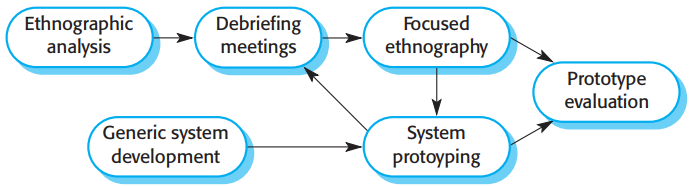 Ethnographic
analysis
Debriefing
meetings
Focused
ethnography
Prototype
evaluation
Generic system
development
System
protoyping